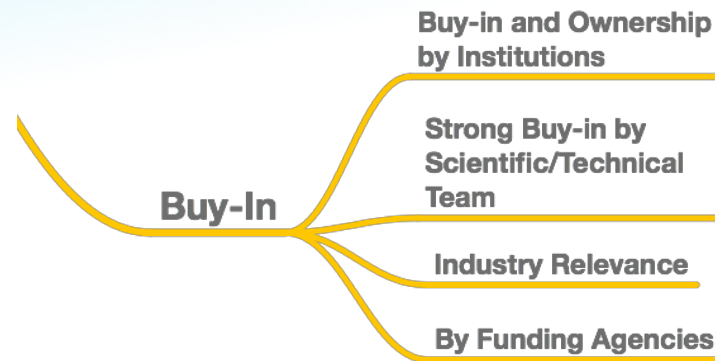 Buy-in and Ownership
by Institutions
Strong Buy-in by
Scientific/Technical
Team
Buy-In
Industry Relevance
By Funding Agencies